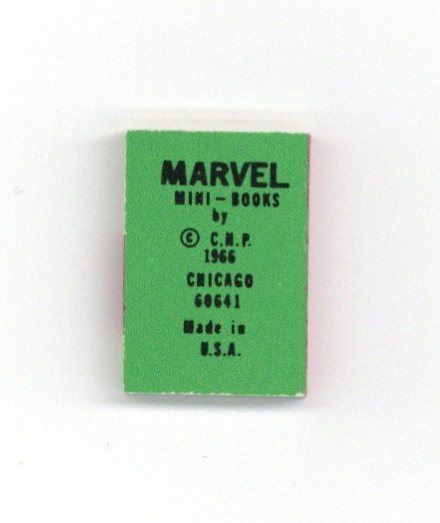 MARVEL
MINI-BOOKS
by
© C.N.P.
1966
CHICAGO
60641
Made in
U.S.A.